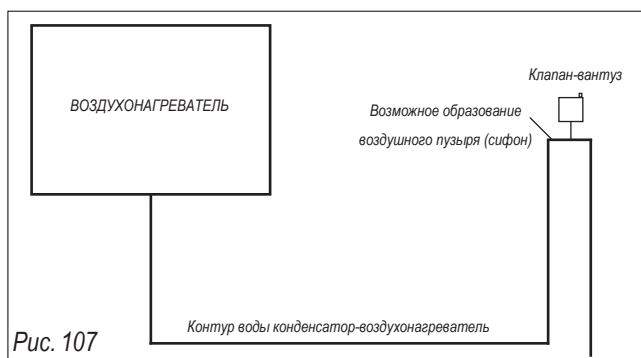 Клапан-вантуз
ВОЗДУХОНАГРЕВАТЕЛЬ
Возможное образование
воздушного пузыря (сифон)
Контур воды конденсатор-воздухонагреватель
Рис. 107